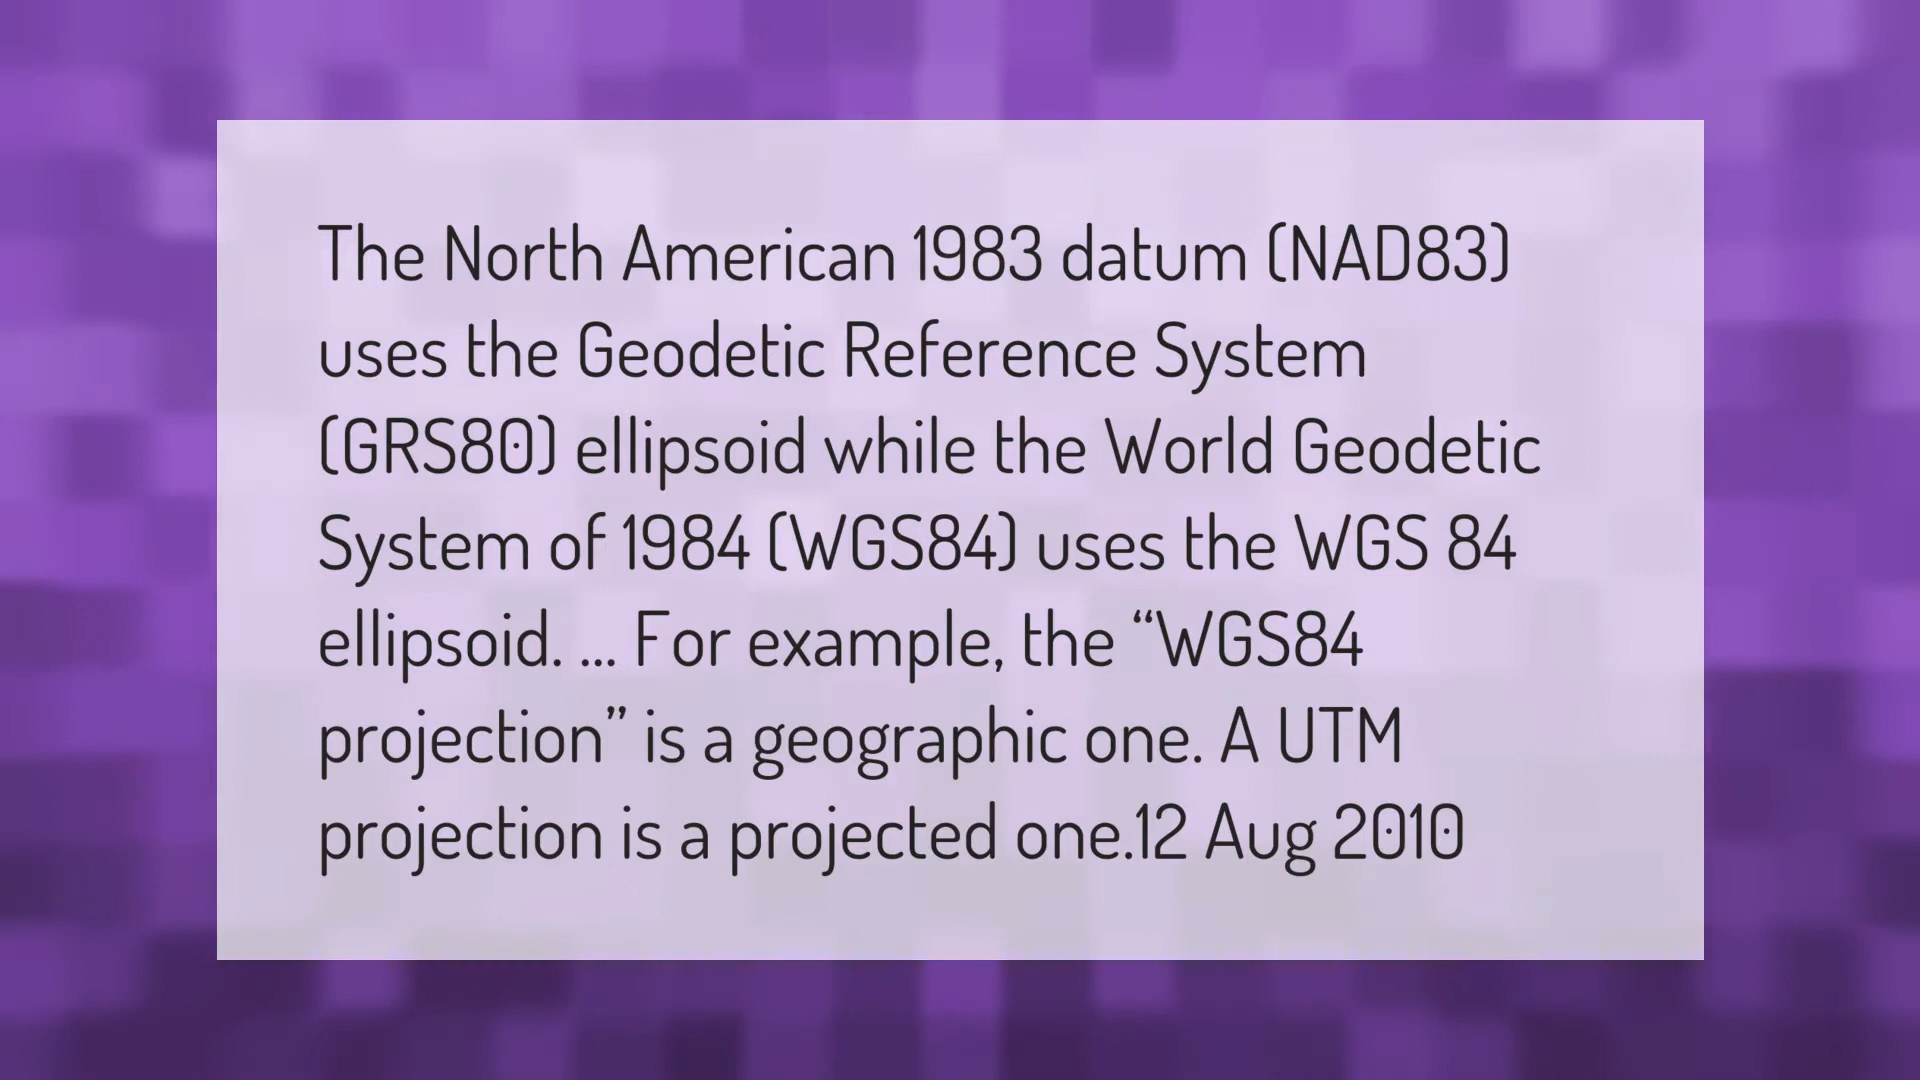 The North American 1983 datum (NAD83)
uses the Geodetic Reference System
(GRS80) ellipsoid while the World Geodetic
System of 1984 (WGS84) uses the WGS 84
ellipsoid. ... For example, the “WGS84
projection” is a geographic one. A UTM
projection is a projected one.12 Aug 2010